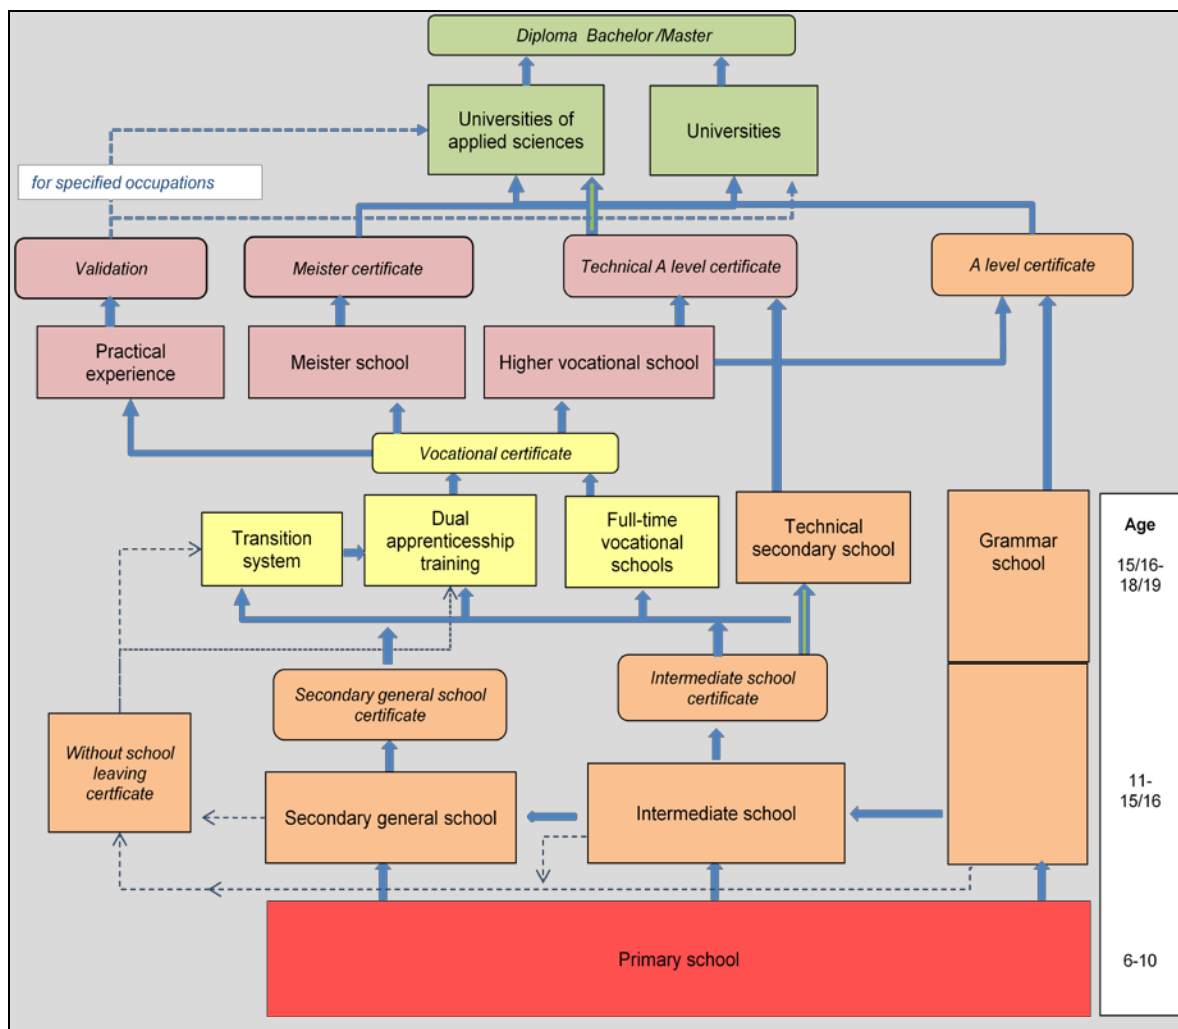 Diploma Bachelor /Master
Universities of
applied sciences
Universities
for specified occupations
Validation
Meister certificate
Technical A level certificate
A level certificate
Practical
experience
Meister school
Higher vocational school
Vocational certificate
Transition
system
Dual
apprenticesship
training
Full-time
vocational
schools
Technical
secondary school
Grammar
school
Age
15/16-
18/19
Secondary general school
certificate
Intermediate school
certificate
Without school
leaving
certficate
Secondary general school
Intermediate school
11-
15/16
Primary school
6-10